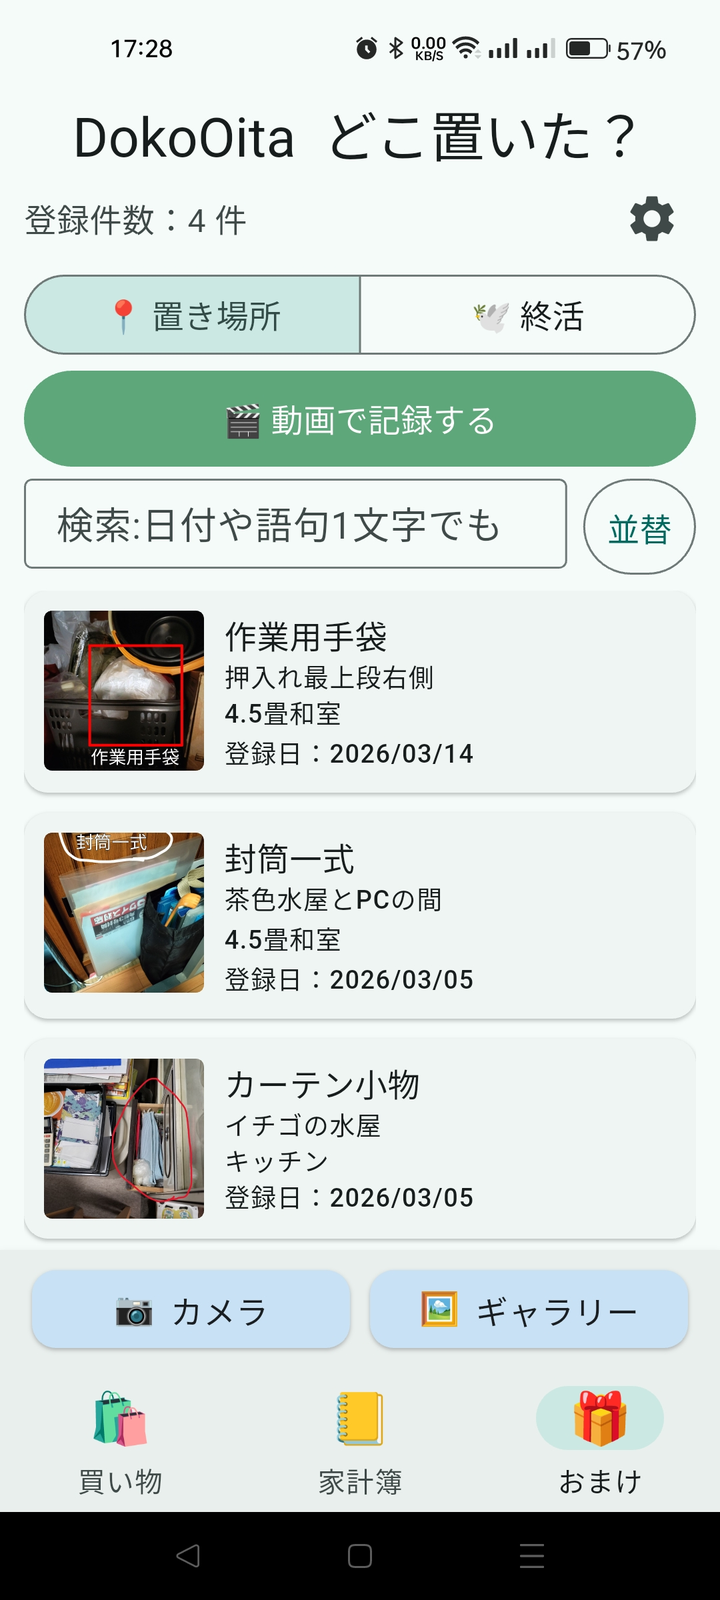 17:28
0.00
KB/S
57%
DokoOita どこ置いた？
登録件数：4 件
📍 置き場所
🕊️ 終活
🎬 動画で記録する
検索:日付や語句1文字でも
並替
作業用手袋
作業用手袋
押入れ最上段右側
4.5畳和室
登録日：2026/03/14
封筒一式
封筒一式
茶色水屋とPCの間
4.5畳和室
登録日：2026/03/05
カーテン小物
イチゴの水屋
キッチン
登録日：2026/03/05
📷 カメラ
🖼️ ギャラリー
買い物
家計簿
おまけ